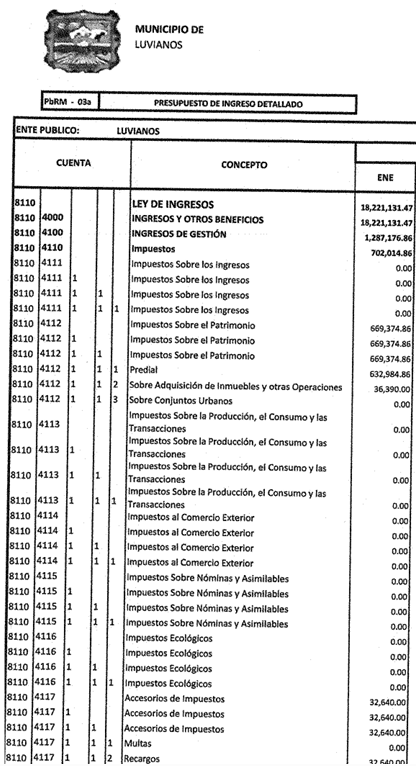 MUNICIPIO DE
LUVIANOS
PbRM - 03a PRESUPUESTO DE INGRESO DETALLADO
ENTE PUBLICO: LUVIANOS
CUENTA CONCEPTO ENE
8110 LEY DE INGRESOS 18,221,131.47
8110 4000 INGRESOS Y OTROS BENEFICIOS 18,221,131.47
8110 4100 INGRESOS DE GESTIÓN 1,287,176.86
8110 4110 Impuestos 702,014.86
8110 4111 Impuestos Sobre los Ingresos 0.00
8110 4111 1 Impuestos Sobre los Ingresos 0.00
8110 4111 1 1 Impuestos Sobre los Ingresos 0.00
8110 4111 1 1 1 Impuestos Sobre los Ingresos 0.00
8110 4112 Impuestos Sobre el Patrimonio 669,374.86
8110 4112 1 Impuestos Sobre el Patrimonio 669,374.86
8110 4112 1 1 Impuestos Sobre el Patrimonio 669,374.86
8110 4112 1 1 1 Predial 632,984.86
8110 4112 1 1 2 Sobre Adquisición de Inmuebles y otras Operaciones 36,390.00
8110 4112 1 1 3 Sobre Conjuntos Urbanos 0.00
Impuestos Sobre la Producción, el Consumo y las
8110 4113 Transacciones 0.00
Impuestos Sobre la Producción, el Consumo y las
8110 4113 1 Transacciones 0.00
Impuestos Sobre la Producción, el Consumo y las
8110 4113 1 1 Transacciones 0.00
Impuestos Sobre la Producción, el Consumo y las
8110 4113 1 1 1 Transacciones 0.00
8110 4114 Impuestos al Comercio Exterior 0.00
8110 4114 1 Impuestos al Comercio Exterior 0.00
8110 4114 1 1 Impuestos al Comercio Exterior 0.00
8110 4114 1 1 1 Impuestos al Comercio Exterior 0.00
8110 4115 Impuestos Sobre Nóminas y Asimilables 0.00
8110 4115 1 Impuestos Sobre Nóminas y Asimilables 0.00
8110 4115 1 1 Impuestos Sobre Nóminas y Asimilables 0.00
8110 4115 1 1 1 Impuestos Sobre Nóminas y Asimilables 0.00
8110 4116 Impuestos Ecológicos 0.00
8110 4116 1 Impuestos Ecológicos 0.00
8110 4116 1 1 Impuestos Ecológicos 0.00
8110 4116 1 1 1 Impuestos Ecológicos 0.00
8110 4117 Accesorios de Impuestos 32,640.00
8110 4117 1 Accesorios de Impuestos 32,640.00
8110 4117 1 1 Accesorios de Impuestos 32,640.00
8110 4117 1 1 1 Multas 0.00
8110 4117 1 1 2 Recargos 32,640.00